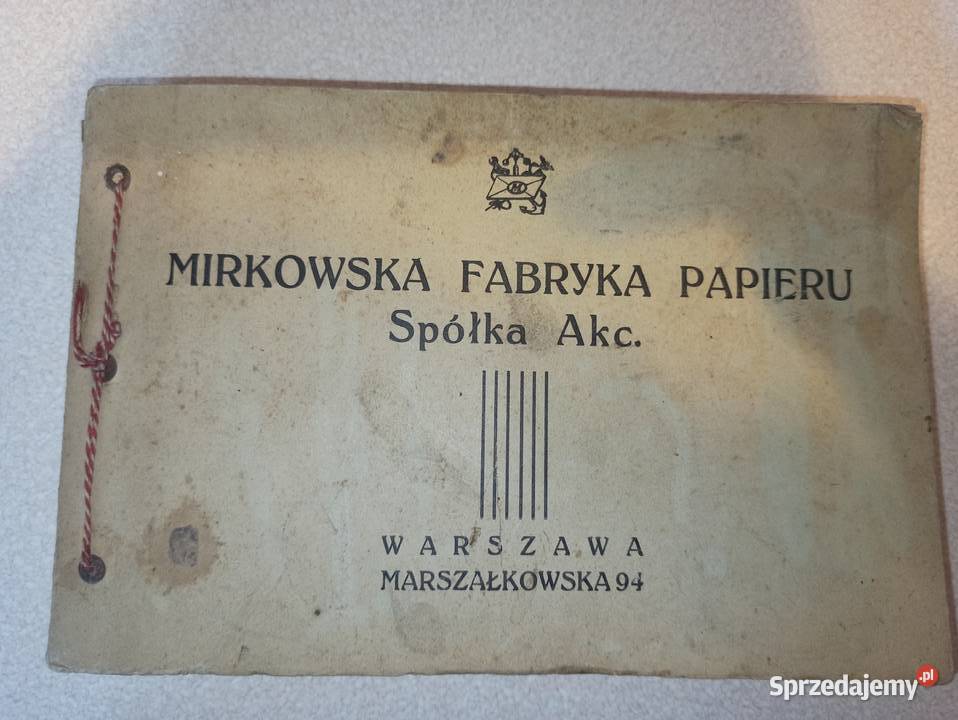 MIRKOWSKA FABRYKA PAPIERU
Spółka Akc.
WARSZAWA
MARSZAŁKOWSKA 94
Sprzedajemy.pl